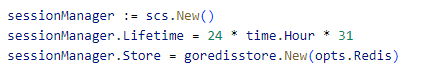 sessionManager := scs.New()
sessionManager.Lifetime = 24 * time.Hour * 31
sessionManager.Store = goredisstore.New(opts.Redis)